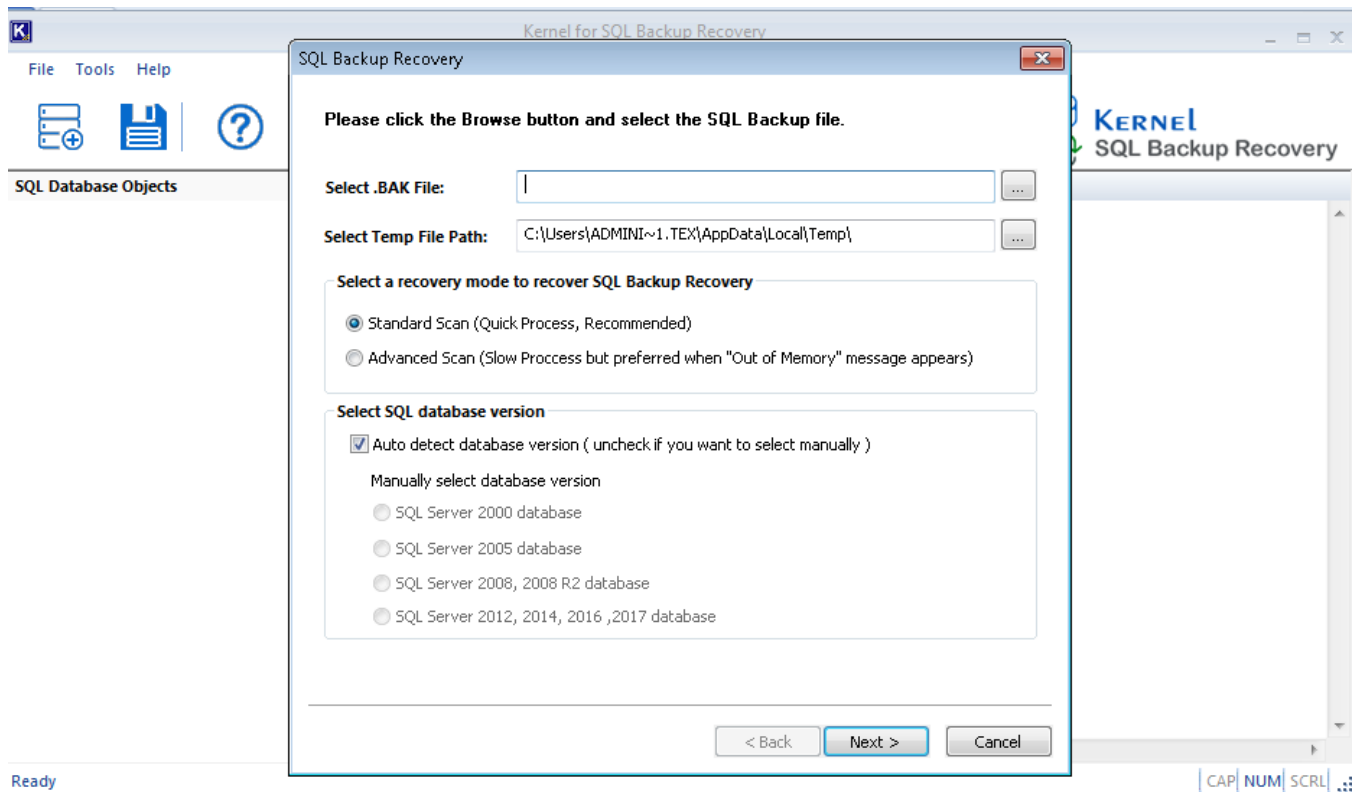 Kernel for SQL Backup Recovery
File Tools Help
KERNEL
SQL Backup Recovery
SQL Database Objects
SQL Backup Recovery
Please click the Browse button and select the SQL Backup file.
Select .BAK File:
...
Select Temp File Path:
C:\Users\ADMINI~1.TEX\AppData\Local\Temp\
...
Select a recovery mode to recover SQL Backup Recovery
Standard Scan (Quick Process, Recommended)
Advanced Scan (Slow Proccess but preferred when "Out of Memory" message appears)
Select SQL database version
Auto detect database version ( uncheck if you want to select manually )
Manually select database version
SQL Server 2000 database
SQL Server 2005 database
SQL Server 2008, 2008 R2 database
SQL Server 2012, 2014, 2016 ,2017 database
< Back
Next >
Cancel
Ready
CAP NUM SCRL